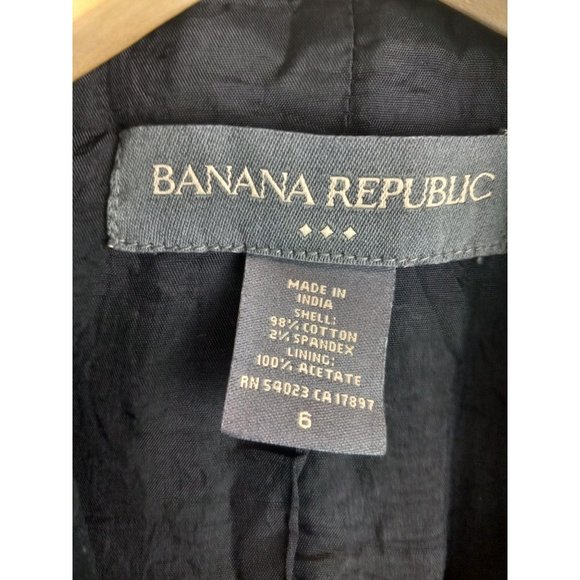 BANANA REPUBLIC
MADE IN
INDIA
SHELL:
98% COTTON
2% SPANDEX
LINING:
100% ACETATE
RN 54023 CA 17897
6